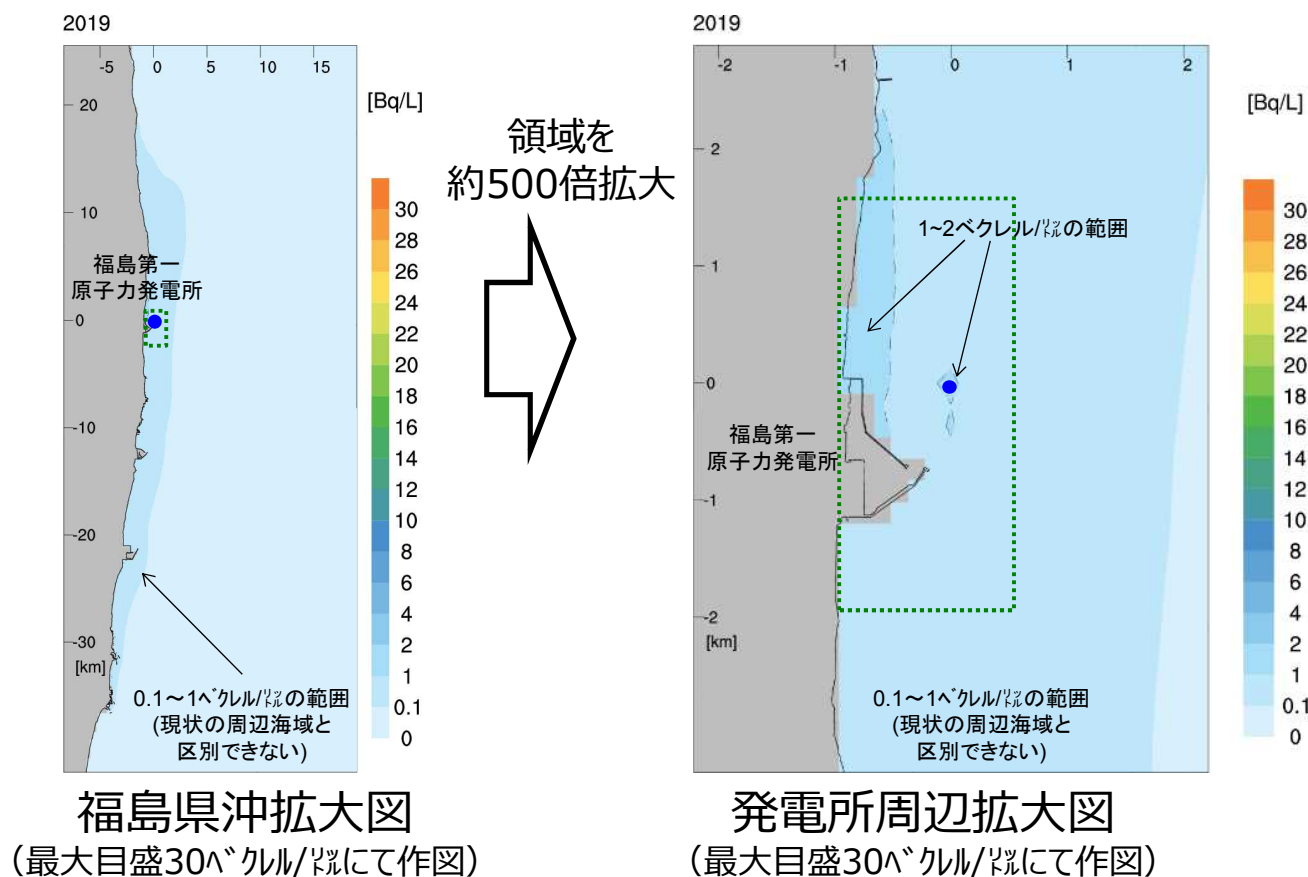 2019
-5 0 5 10 15
20
10
0
-10
-20
-30
[km]
福島第一
原子力発電所
0.1～1ﾍﾞｸﾚﾙ/㍑の範囲
(現状の周辺海域と
区別できない)
[Bq/L]
30
28
26
24
22
20
18
16
14
12
10
8
6
4
2
1
0.1
0
福島県沖拡大図
（最大目盛30ﾍﾞｸﾚﾙ/㍑にて作図）
領域を
約500倍拡大
2019
-2 -1 0 1 2
2
1
0
-1
-2
[km]
1~2ベクレル/㍑の範囲
福島第一
原子力発電所
0.1～1ﾍﾞｸﾚﾙ/㍑の範囲
(現状の周辺海域と
区別できない)
[Bq/L]
30
28
26
24
22
20
18
16
14
12
10
8
6
4
2
1
0.1
0
発電所周辺拡大図
（最大目盛30ﾍﾞｸﾚﾙ/㍑にて作図）